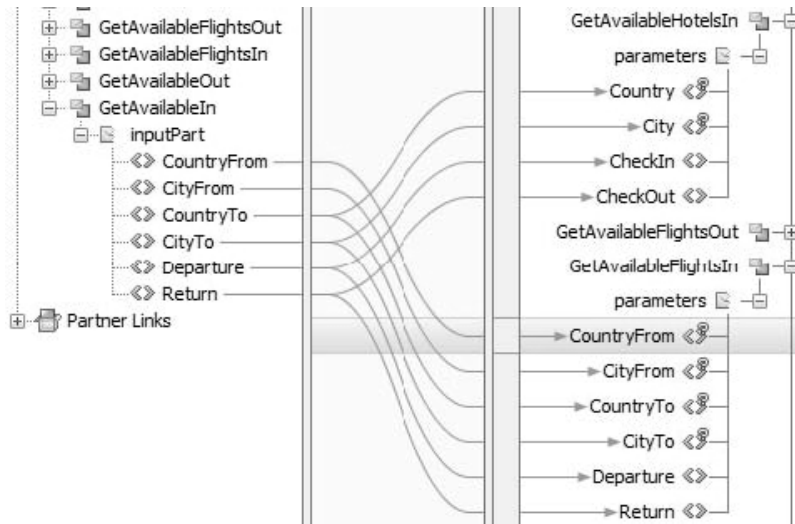 GetAvailableFlightsOut
GetAvailableFlightsIn
GetAvailableOut
GetAvailableIn
inputPart
CountryFrom
CityFrom
CountryTo
CityTo
Departure
Return
Partner Links
GetAvailableHotelsIn
parameters
Country
City
CheckIn
CheckOut
GetAvailableFlightsOut
GetAvailableFlightsIn
parameters
CountryFrom
CityFrom
CountryTo
CityTo
Departure
Return